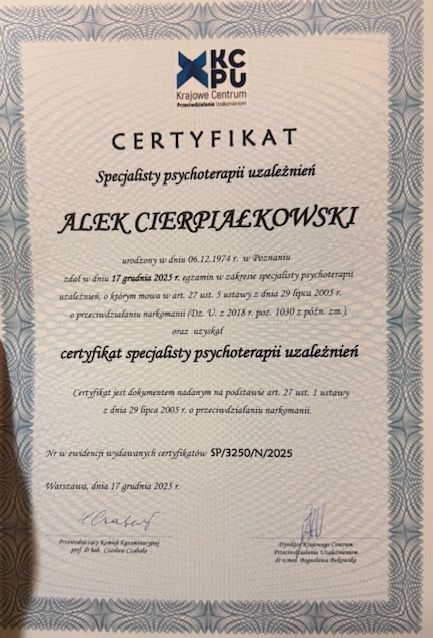 KC
PU
Krajowe Centrum
Przeciwdziałania Uzależnieniom
CERTYFIKAT
Specjalisty psychoterapii uzależnień
ALEK CIERPIAŁKOWSKI
urodzony w dniu 06.12.1974 r. w Poznaniu
zdał w dniu 17 grudnia 2025 r. egzamin w zakresie specjalisty psychoterapii
uzależnień, o którym mowa w art. 27 ust. 5 ustawy z dnia 29 lipca 2005 r.
o przeciwdziałaniu narkomanii (Dz. U. z 2018 r. poz. 1030 z późn. zm.),
oraz uzyskał
certyfikat specjalisty psychoterapii uzależnień
Certyfikat jest dokumentem nadanym na podstawie art. 27 ust. 1 ustawy
z dnia 29 lipca 2005 r. o przeciwdziałaniu narkomanii.
Nr w ewidencji wydawanych certyfikatów SP/3250/N/2025
Warszawa, dnia 17 grudnia 2025 r.
Przewodniczący Komisji Egzaminacyjnej
prof. dr hab. Czesław Czabała
Dyrektor Krajowego Centrum
Przeciwdziałania Uzależnieniom
dr n. med. Bogusława Bukowska